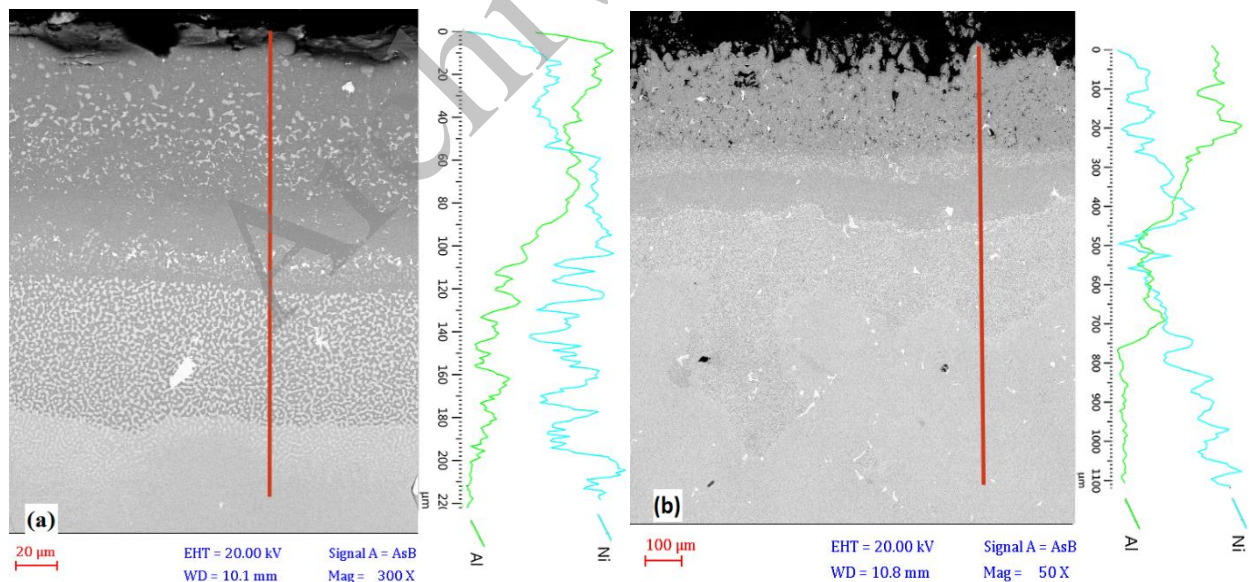 Archi
(a)
20 µm
EHT = 20.00 kV
WD = 10.1 mm
Signal A = AsB
Mag = 300 X
0
20
40
60
80
100
120
140
160
180
200
220
µm
Al
Ni
(b)
100 µm
EHT = 20.00 kV
WD = 10.8 mm
Signal A = AsB
Mag = 50 X
0
100
200
300
400
500
600
700
800
900
1000
1100
µm
Al
Ni